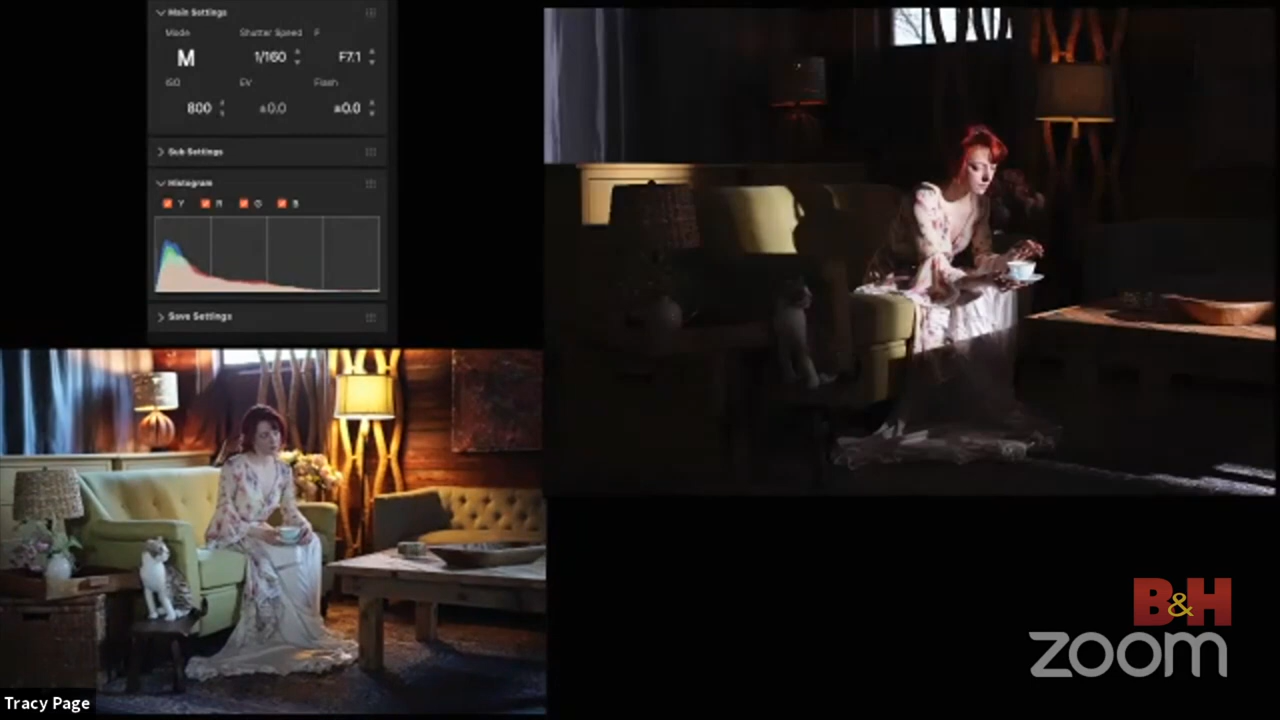 Main Settings
Mode Shutter Speed F
M 1/160 F7.1
ISO EV Flash
800 ±0.0 ±0.0
Sub Settings
Histogram
Y R G B
Save Settings
Tracy Page
B&H
zoom